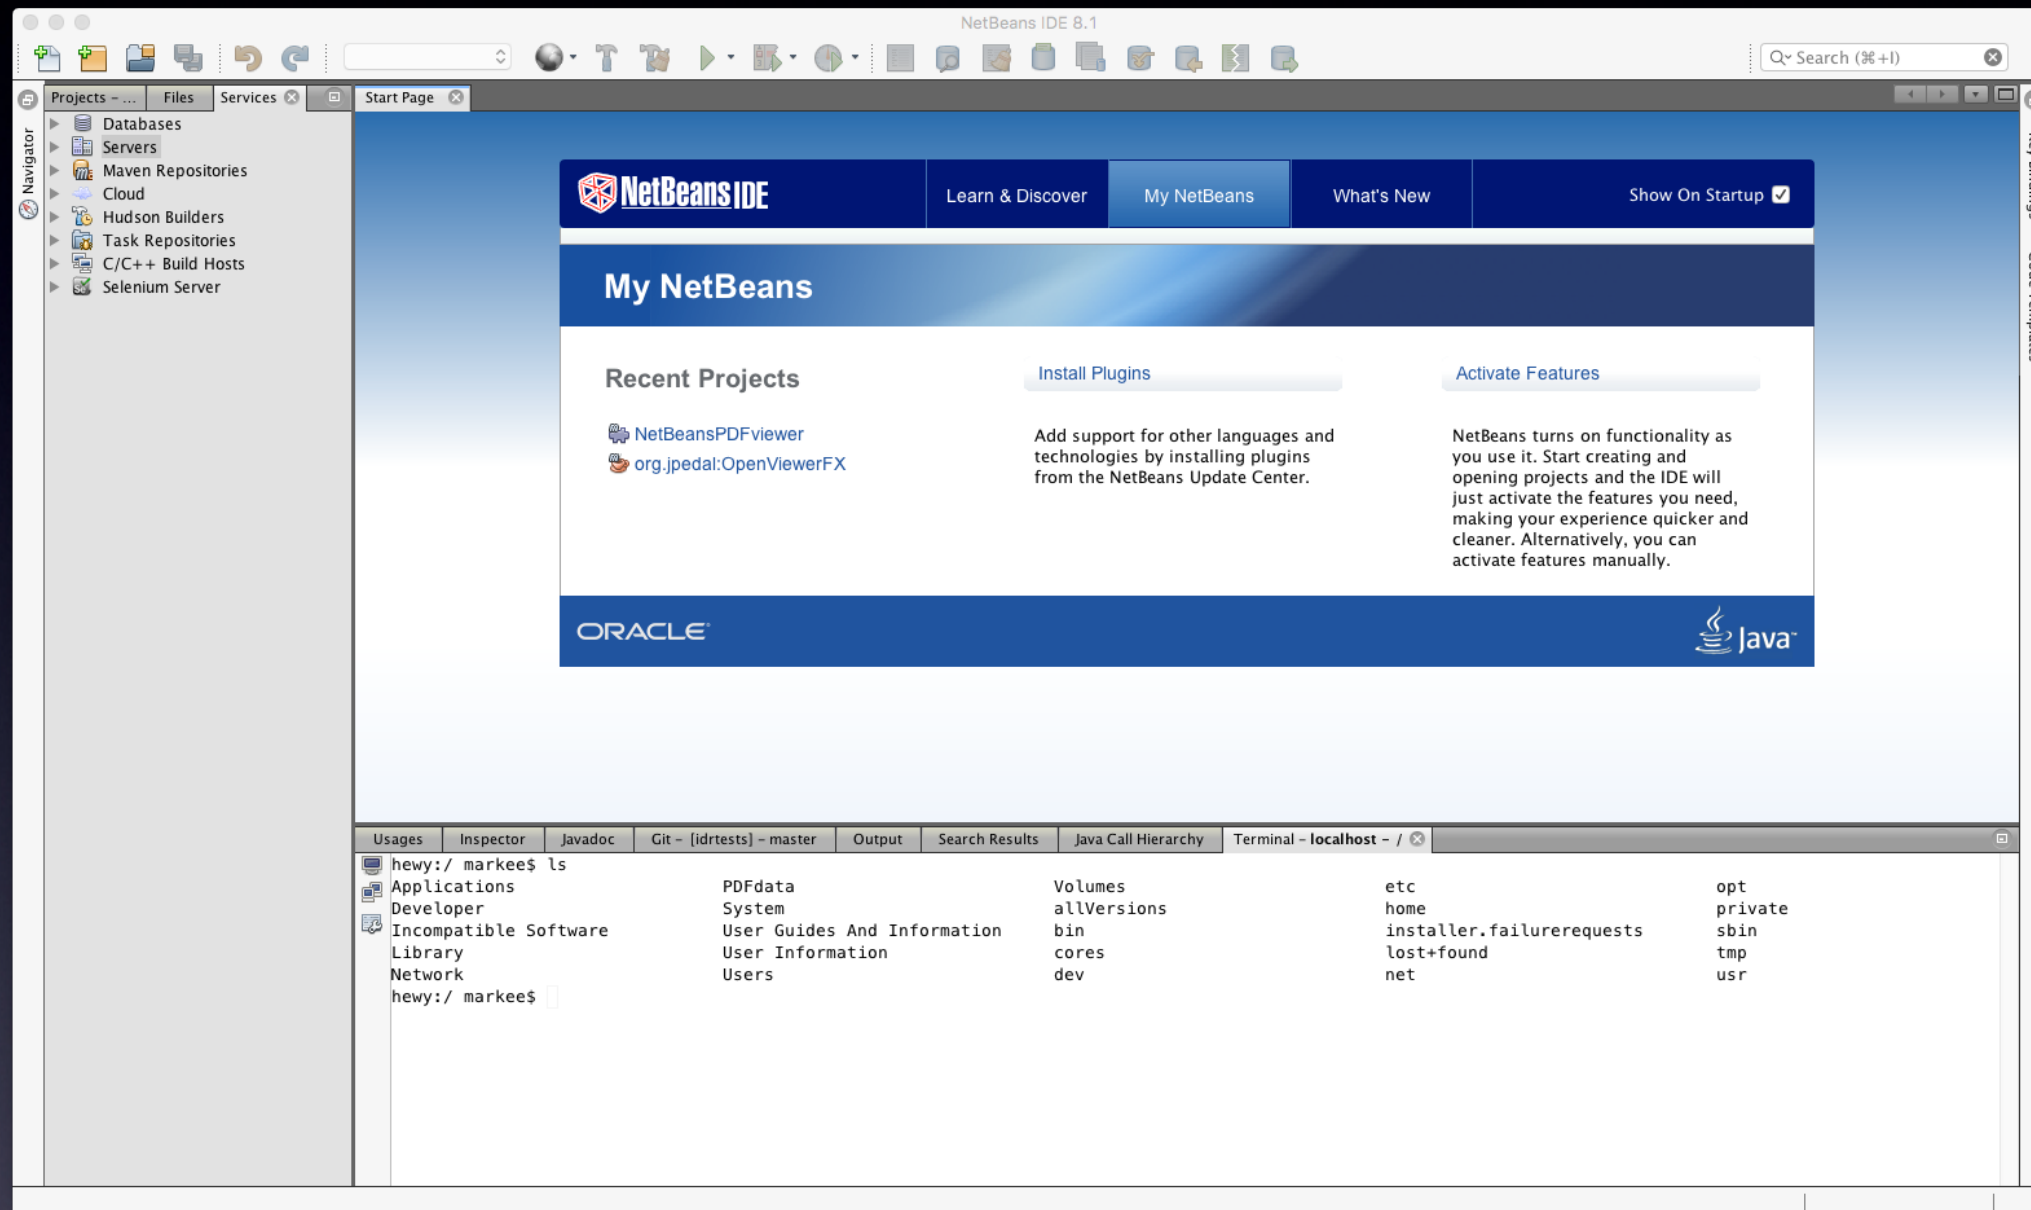 NetBeans IDE 8.1
Search (⌘+I)
Projects – ...
Files
Services
Start Page
Navigator
Databases
Servers
Maven Repositories
Cloud
Hudson Builders
Task Repositories
C/C++ Build Hosts
Selenium Server
NetBeans IDE
Learn & Discover
My NetBeans
What's New
Show On Startup
My NetBeans
Recent Projects
NetBeansPDFviewer
org.jpedal:OpenViewerFX
Install Plugins
Add support for other languages and
technologies by installing plugins
from the NetBeans Update Center.
Activate Features
NetBeans turns on functionality as
you use it. Start creating and
opening projects and the IDE will
just activate the features you need,
making your experience quicker and
cleaner. Alternatively, you can
activate features manually.
ORACLE
Java™
Usages
Inspector
Javadoc
Git – [idrtests] – master
Output
Search Results
Java Call Hierarchy
Terminal – localhost – /
hewy:/ markee$ ls
Applications PDFdata Volumes etc opt
Developer System allVersions home private
Incompatible Software User Guides And Information bin installer.failurerequests sbin
Library User Information cores lost+found tmp
Network Users dev net usr
hewy:/ markee$